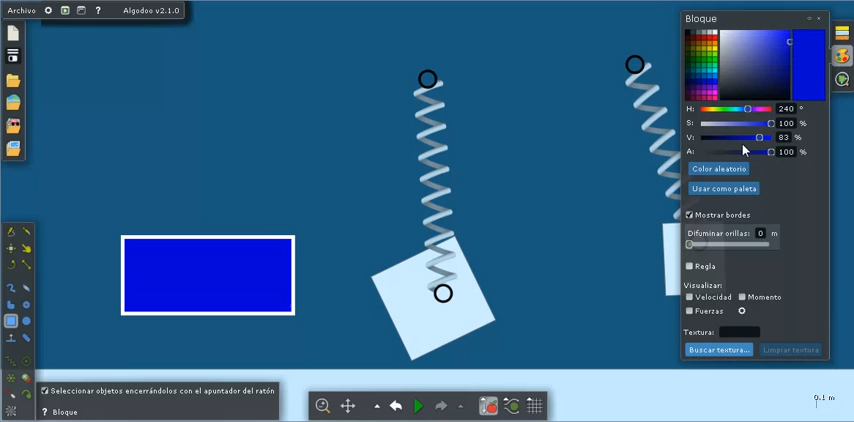 Archivo ? Algodoo v2.1.0
Bloque
H: 240 °
S: 100 %
V: 83 %
A: 100 %
Color aleatorio
Usar como paleta
Mostrar bordes
Difuminar orillas: 0 m
Regla
Visualizar:
Velocidad Momento
Fuerzas
Textura:
Buscar textura... Limpiar textura
Seleccionar objetos encerrándolos con el apuntador del ratón
? Bloque
0.1 m